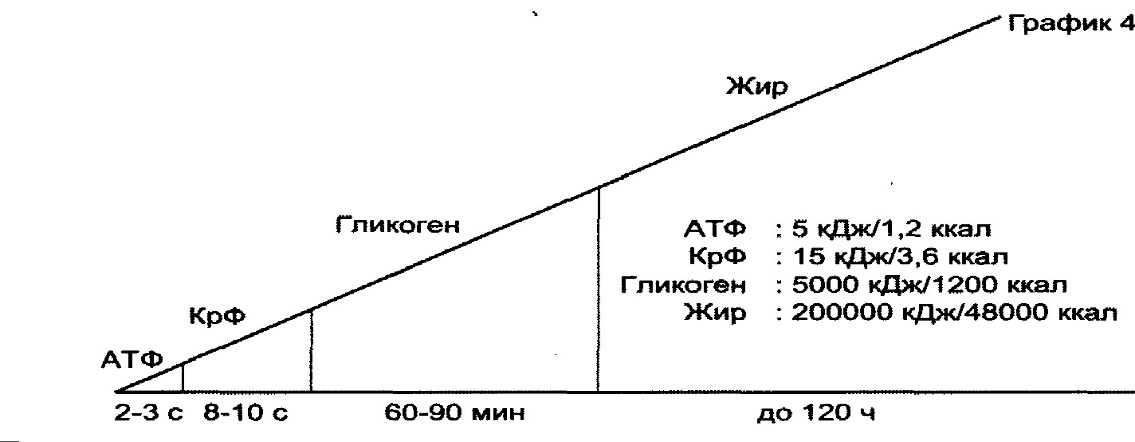 График 4
Жир
Гликоген
КрФ
АТФ
АТФ : 5 кДж/1,2 ккал
КрФ : 15 кДж/3,6 ккал
Гликоген : 5000 кДж/1200 ккал
Жир : 200000 кДж/48000 ккал
2-3 с 8-10 с 60-90 мин до 120 ч